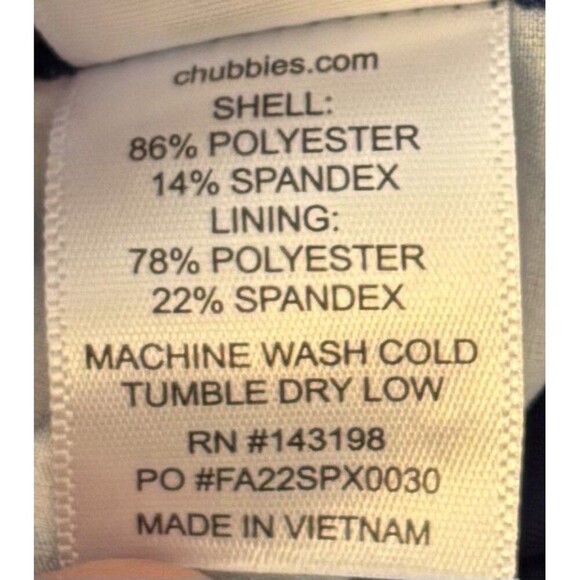 chubbies.com
SHELL:
86% POLYESTER
14% SPANDEX
LINING:
78% POLYESTER
22% SPANDEX
MACHINE WASH COLD
TUMBLE DRY LOW
RN #143198
PO #FA22SPX0030
MADE IN VIETNAM